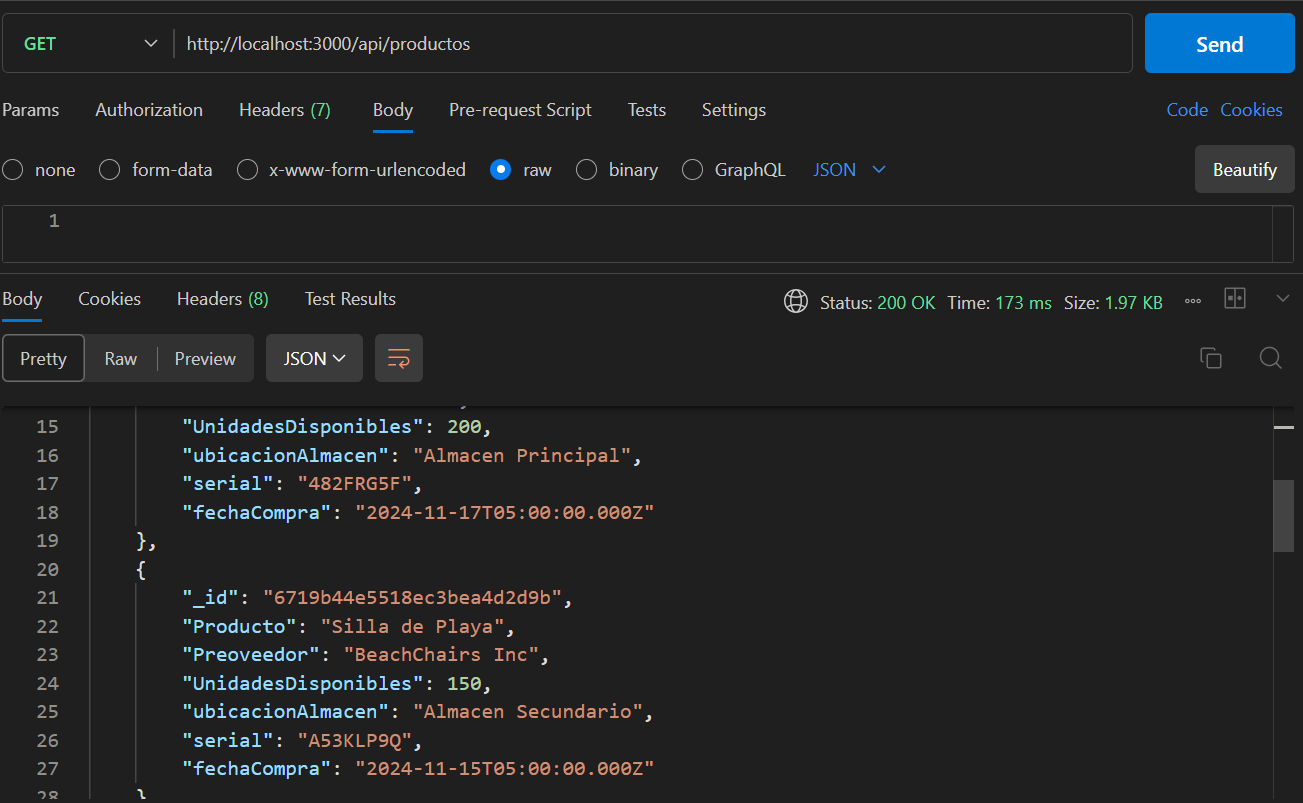 GET http://localhost:3000/api/productos Send
Params Authorization Headers (7) Body Pre-request Script Tests Settings Code Cookies
none form-data x-www-form-urlencoded raw binary GraphQL JSON Beautify
1
Body Cookies Headers (8) Test Results Status: 200 OK Time: 173 ms Size: 1.97 KB
Pretty Raw Preview JSON
15 "UnidadesDisponibles": 200,
16 "ubicacionAlmacen": "Almacen Principal",
17 "serial": "482FRG5F",
18 "fechaCompra": "2024-11-17T05:00:00.000Z"
19 },
20 {
21 "_id": "6719b44e5518ec3bea4d2d9b",
22 "Producto": "Silla de Playa",
23 "Preoveedor": "BeachChairs Inc",
24 "UnidadesDisponibles": 150,
25 "ubicacionAlmacen": "Almacen Secundario",
26 "serial": "A53KLP9Q",
27 "fechaCompra": "2024-11-15T05:00:00.000Z"
28 }